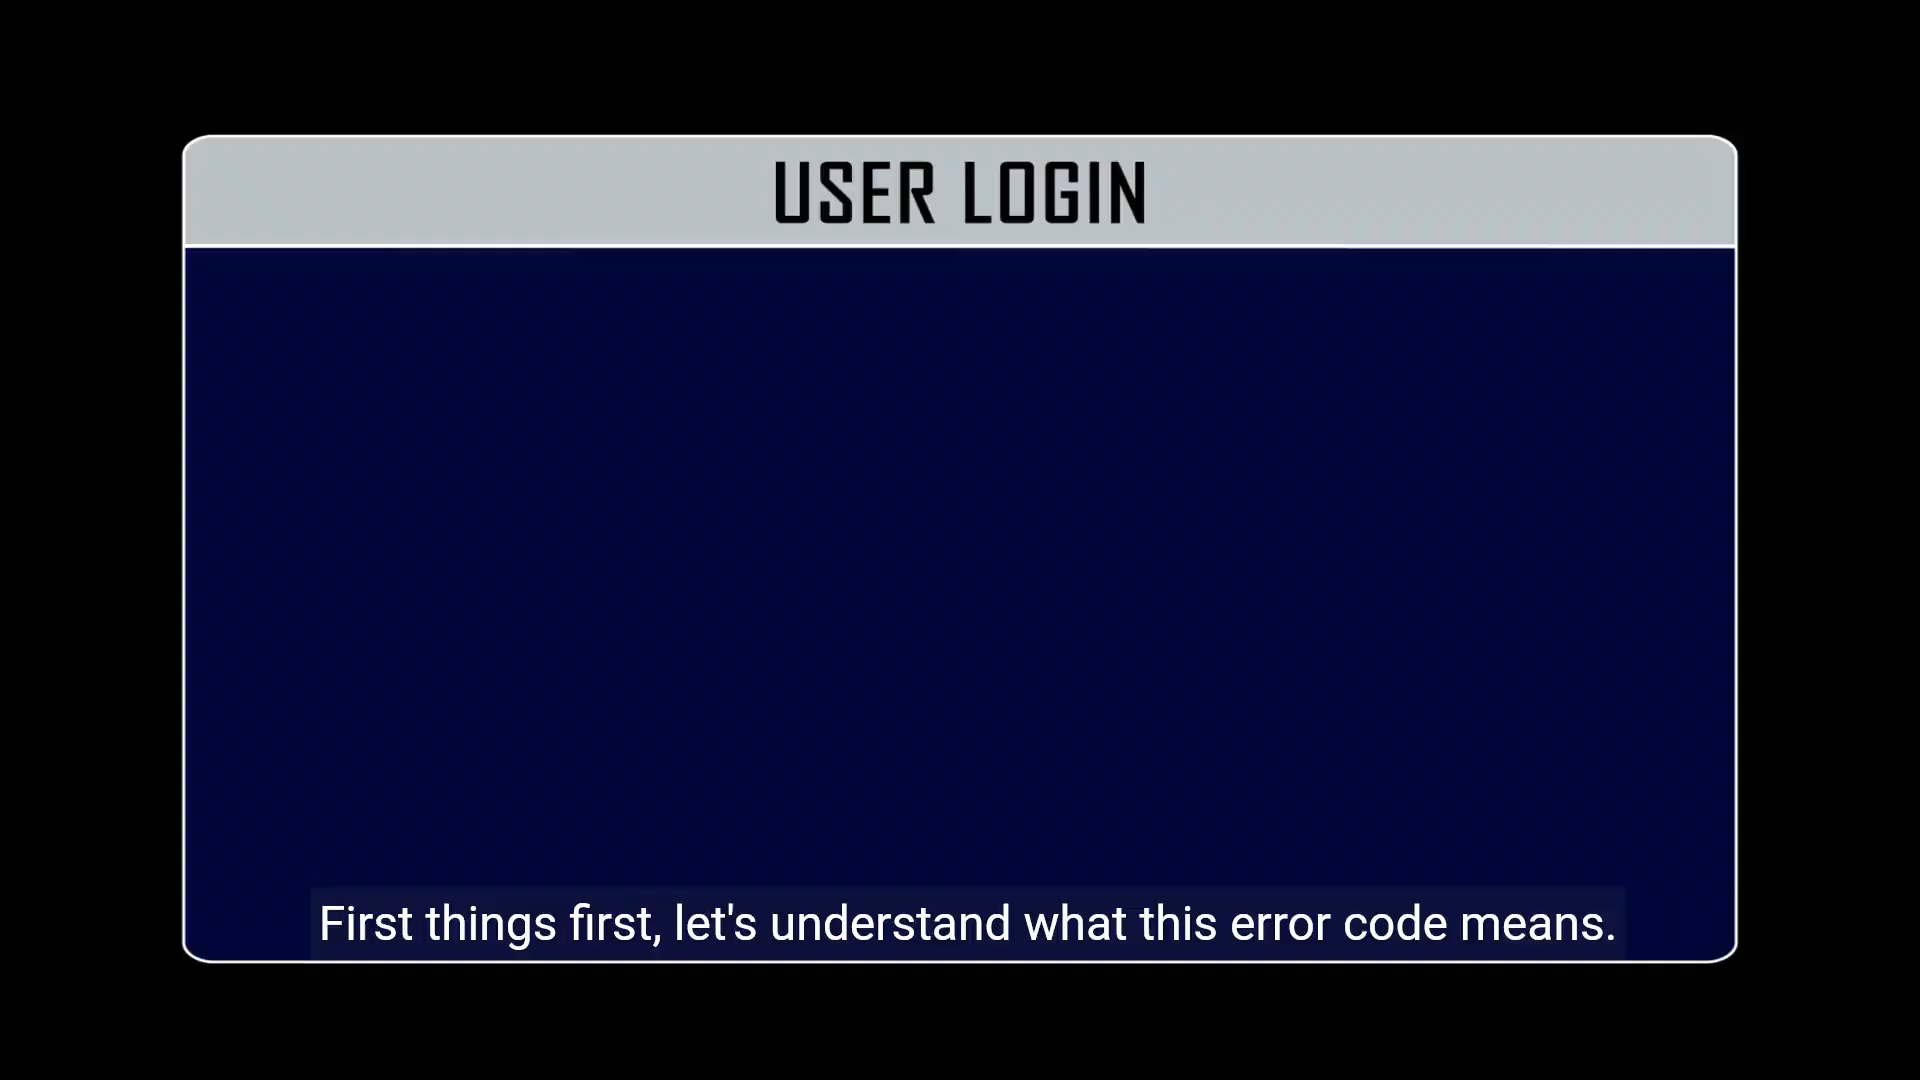 USER LOGIN
First things first, let's understand what this error code means.